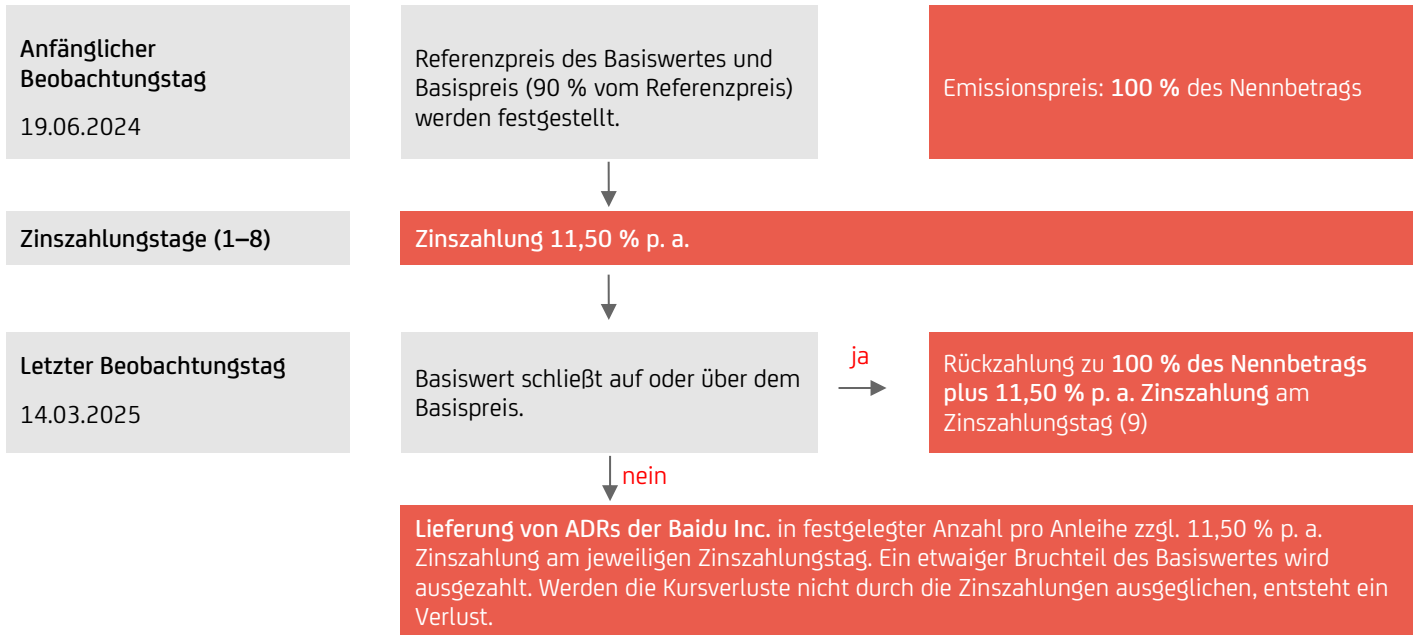 Anfänglicher
Beobachtungstag
19.06.2024
Referenzpreis des Basiswertes und
Basispreis (90 % vom Referenzpreis)
werden festgestellt.
Emissionspreis: 100 % des Nennbetrags
Zinszahlungstage (1–8)
Zinszahlung 11,50 % p. a.
Letzter Beobachtungstag
14.03.2025
Basiswert schließt auf oder über dem
Basispreis.
ja
Rückzahlung zu 100 % des Nennbetrags
plus 11,50 % p. a. Zinszahlung am
Zinszahlungstag (9)
nein
Lieferung von ADRs der Baidu Inc. in festgelegter Anzahl pro Anleihe zzgl. 11,50 % p. a.
Zinszahlung am jeweiligen Zinszahlungstag. Ein etwaiger Bruchteil des Basiswertes wird
ausgezahlt. Werden die Kursverluste nicht durch die Zinszahlungen ausgeglichen, entsteht ein
Verlust.